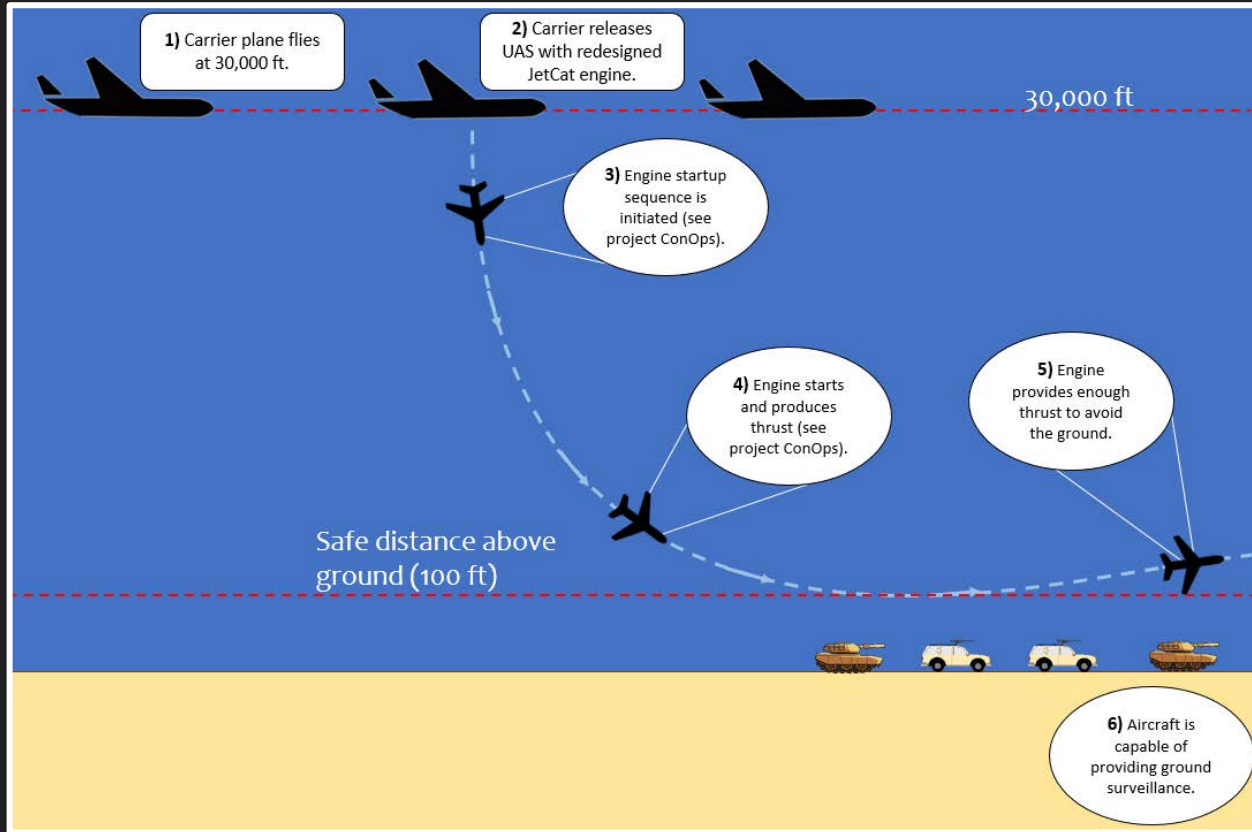 1) Carrier plane flies
at 30,000 ft.
2) Carrier releases
UAS with redesigned
JetCat engine.
30,000 ft
3) Engine startup
sequence is
initiated (see
project ConOps).
4) Engine starts
and produces
thrust (see
project ConOps).
5) Engine
provides enough
thrust to avoid
the ground.
Safe distance above
ground (100 ft)
6) Aircraft is
capable of
providing ground
surveillance.